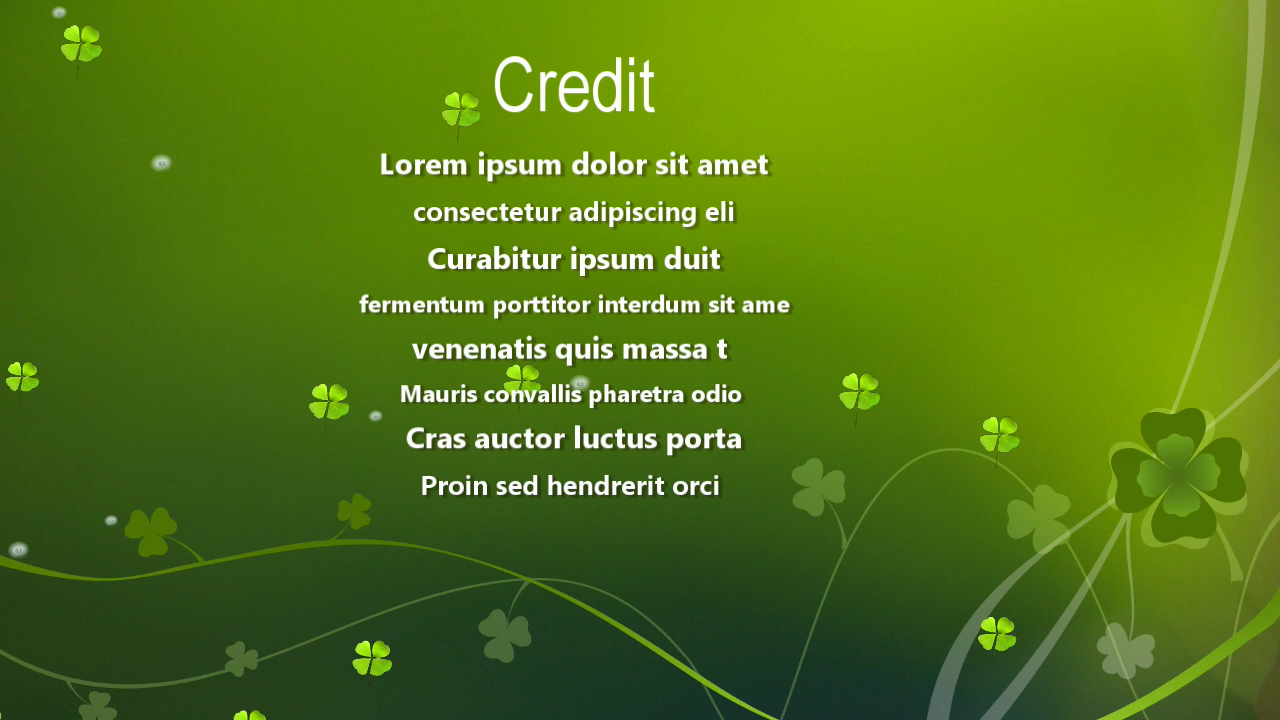 Credit
Lorem ipsum dolor sit amet
consectetur adipiscing eli
Curabitur ipsum duit
fermentum porttitor interdum sit ame
venenatis quis massa t
Mauris convallis pharetra odio
Cras auctor luctus porta
Proin sed hendrerit orci